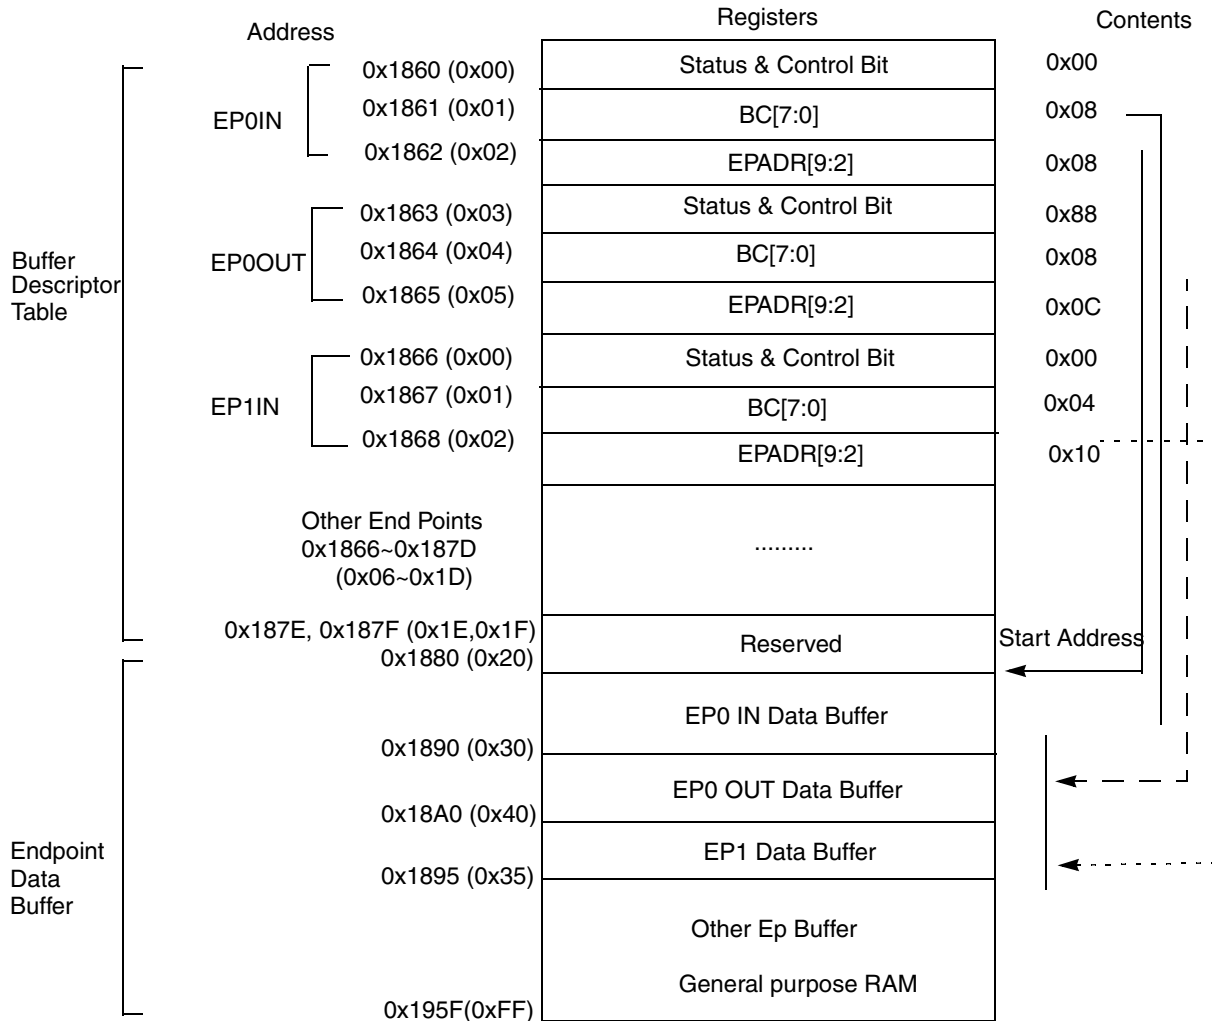 Address Registers Contents
0x1860 (0x00) Status & Control Bit 0x00
EP0IN 0x1861 (0x01) BC[7:0] 0x08
0x1862 (0x02) EPADR[9:2] 0x08
0x1863 (0x03) Status & Control Bit 0x88
EP0OUT 0x1864 (0x04) BC[7:0] 0x08
0x1865 (0x05) EPADR[9:2] 0x0C
Buffer
Descriptor
Table
0x1866 (0x00) Status & Control Bit 0x00
EP1IN 0x1867 (0x01) BC[7:0] 0x04
0x1868 (0x02) EPADR[9:2] 0x10
Other End Points
0x1866~0x187D .........
(0x06~0x1D)
0x187E, 0x187F (0x1E,0x1F) Reserved Start Address
0x1880 (0x20)
EP0 IN Data Buffer
0x1890 (0x30)
EP0 OUT Data Buffer
0x18A0 (0x40)
EP1 Data Buffer
0x1895 (0x35)
Endpoint
Data
Buffer
Other Ep Buffer
General purpose RAM
0x195F(0xFF)